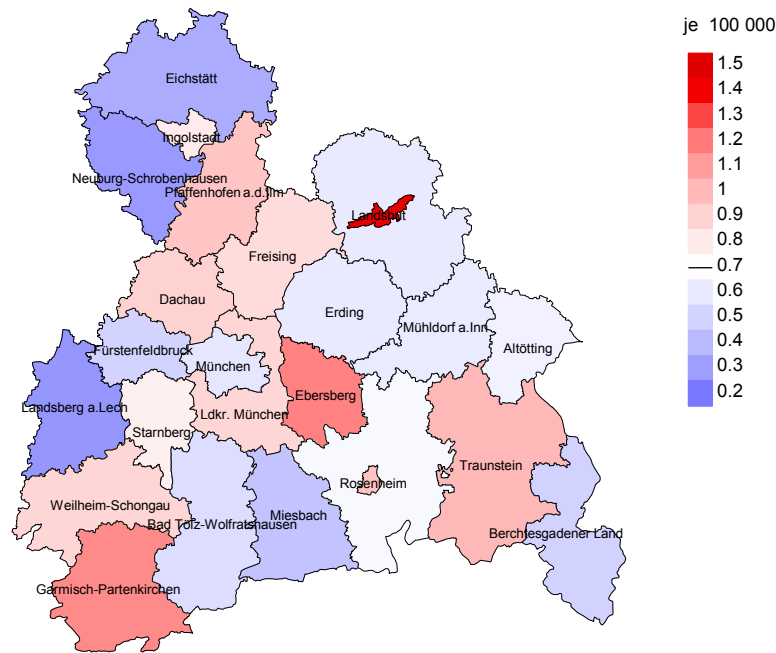 je 100 000
1.5
1.4
1.3
1.2
1.1
1
0.9
0.8
0.7
0.6
0.5
0.4
0.3
0.2
Eichstätt
Ingolstadt
Neuburg-Schrobenhausen
Pfaffenhofen a.d.Ilm
Landshut
Freising
Dachau
Erding
Mühldorf a.Inn
Altötting
Fürstenfeldbruck
München
Ebersberg
Landsberg a.Lech
Starnberg
Ldkr. München
Traunstein
Rosenheim
Weilheim-Schongau
Bad Tölz-Wolfratshausen
Miesbach
Berchtesgadener Land
Garmisch-Partenkirchen